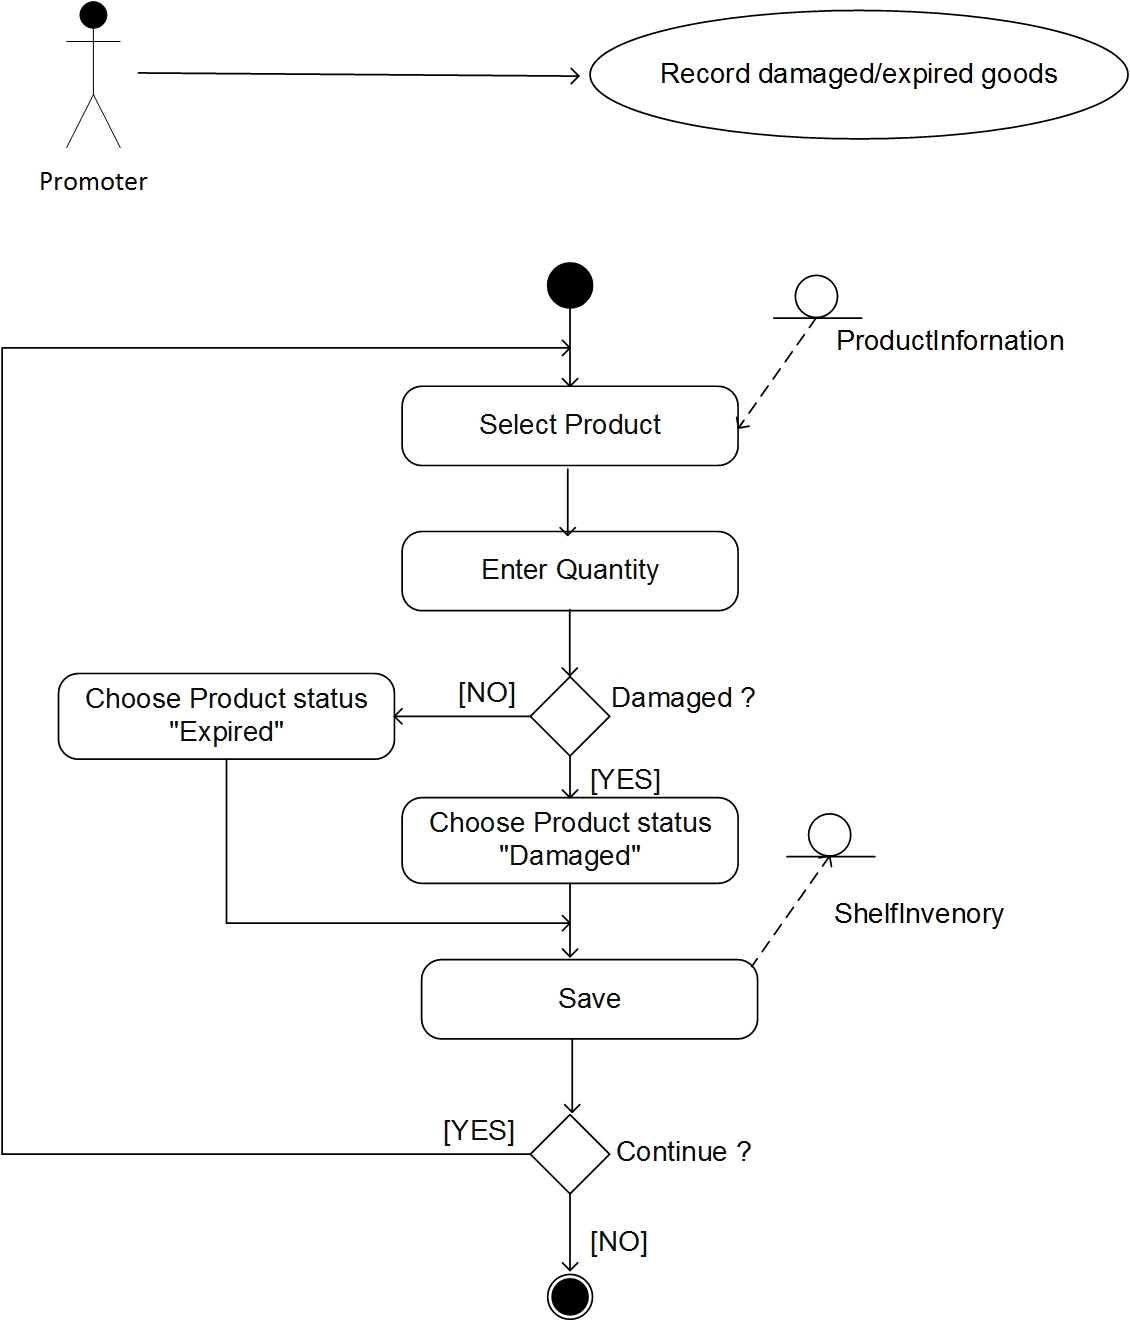 Record damaged/expired goods
Promoter
ProductInfornation
Select Product
Enter Quantity
[NO]
Damaged ?
Choose Product status
"Expired"
[YES]
Choose Product status
"Damaged"
ShelfInvenory
Save
[YES]
Continue ?
[NO]